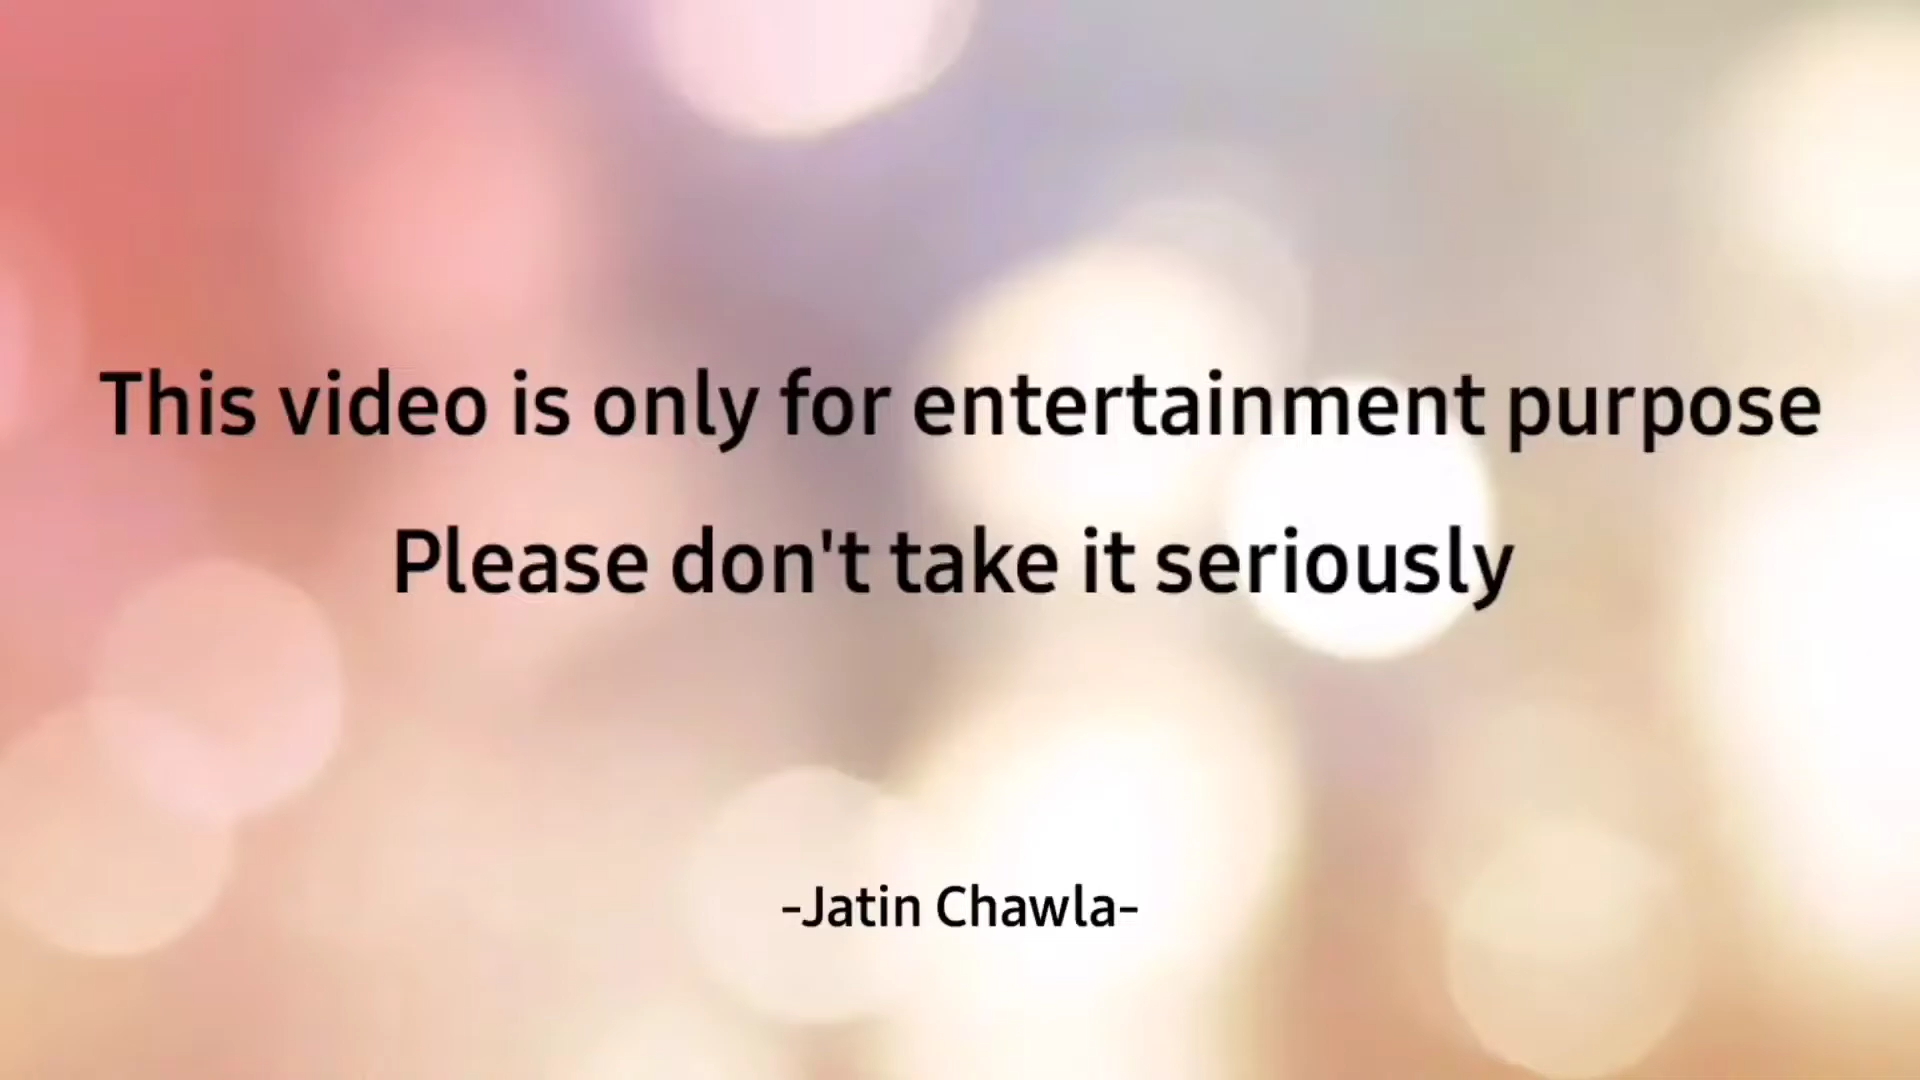 This video is only for entertainment purpose
Please don't take it seriously
-Jatin Chawla-